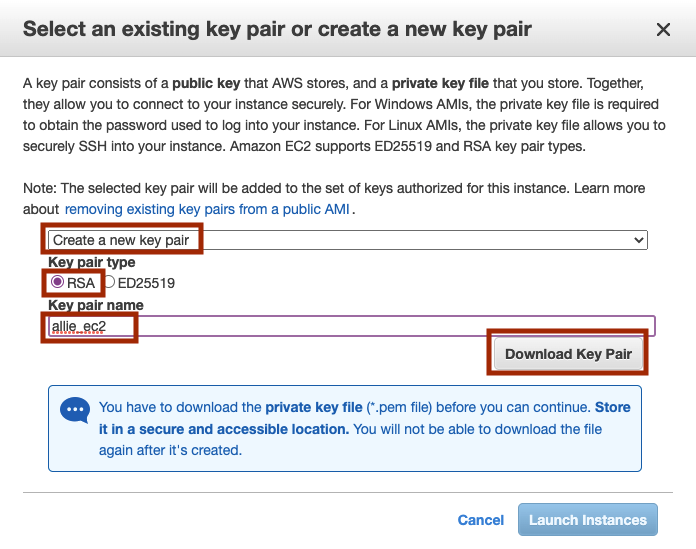 Select an existing key pair or create a new key pair
A key pair consists of a public key that AWS stores, and a private key file that you store. Together,
they allow you to connect to your instance securely. For Windows AMIs, the private key file is required
to obtain the password used to log into your instance. For Linux AMIs, the private key file allows you to
securely SSH into your instance. Amazon EC2 supports ED25519 and RSA key pair types.
Note: The selected key pair will be added to the set of keys authorized for this instance. Learn more
about removing existing key pairs from a public AMI.
Create a new key pair
Key pair type
RSA ED25519
Key pair name
allie_ec2
Download Key Pair
You have to download the private key file (*.pem file) before you can continue. Store
it in a secure and accessible location. You will not be able to download the file
again after it's created.
Cancel Launch Instances